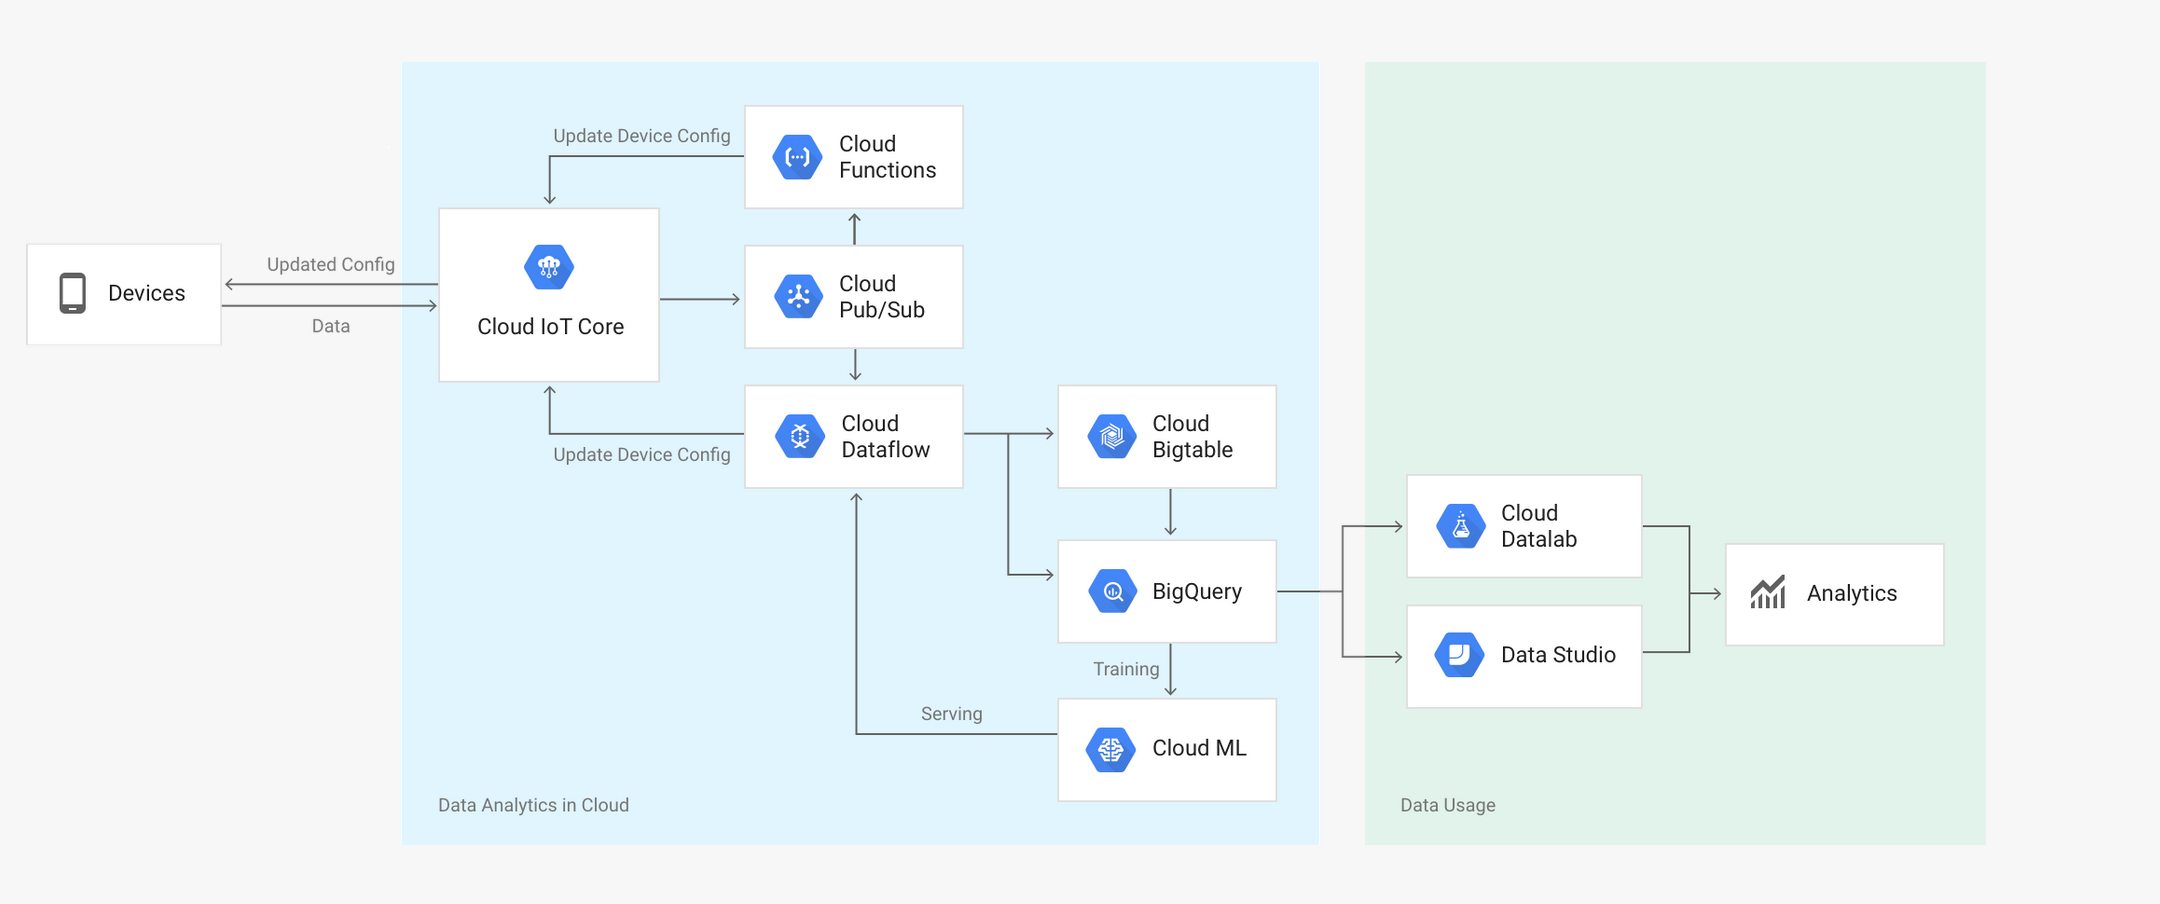 Update Device Config
Cloud
Functions
Devices
Updated Config
Data
Cloud IoT Core
Cloud
Pub/Sub
Update Device Config
Cloud
Dataflow
Cloud
Bigtable
BigQuery
Training
Serving
Cloud ML
Data Analytics in Cloud
Cloud
Datalab
Data Studio
Analytics
Data Usage